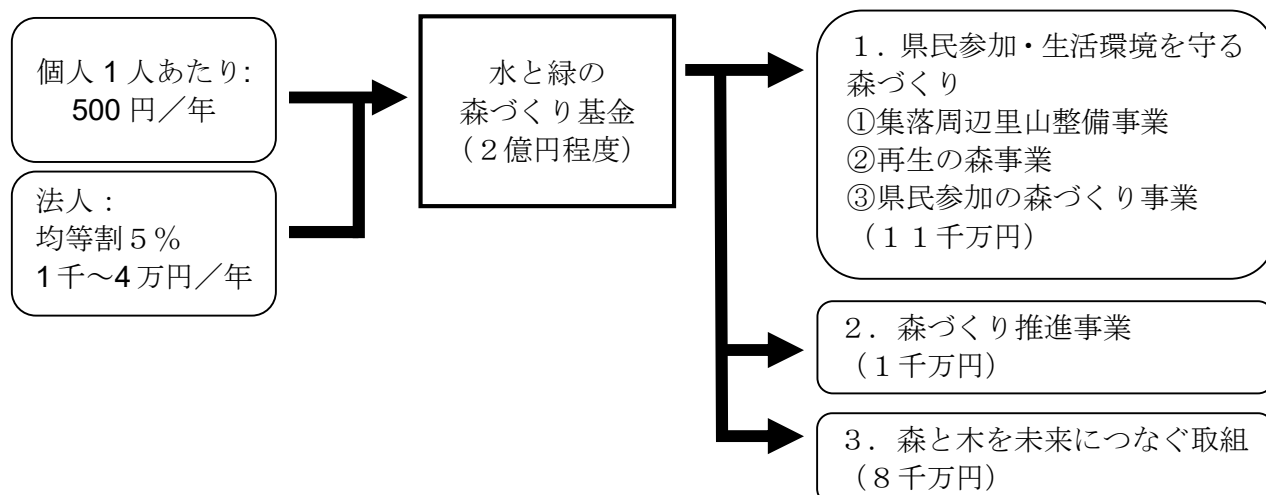 個人1人あたり:
500円／年
法人：
均等割５％
1千～4万円／年
水と緑の
森づくり基金
（２億円程度）
１．県民参加・生活環境を守る
森づくり
①集落周辺里山整備事業
②再生の森事業
③県民参加の森づくり事業
（１１千万円）
２．森づくり推進事業
（１千万円）
３．森と木を未来につなぐ取組
（８千万円）